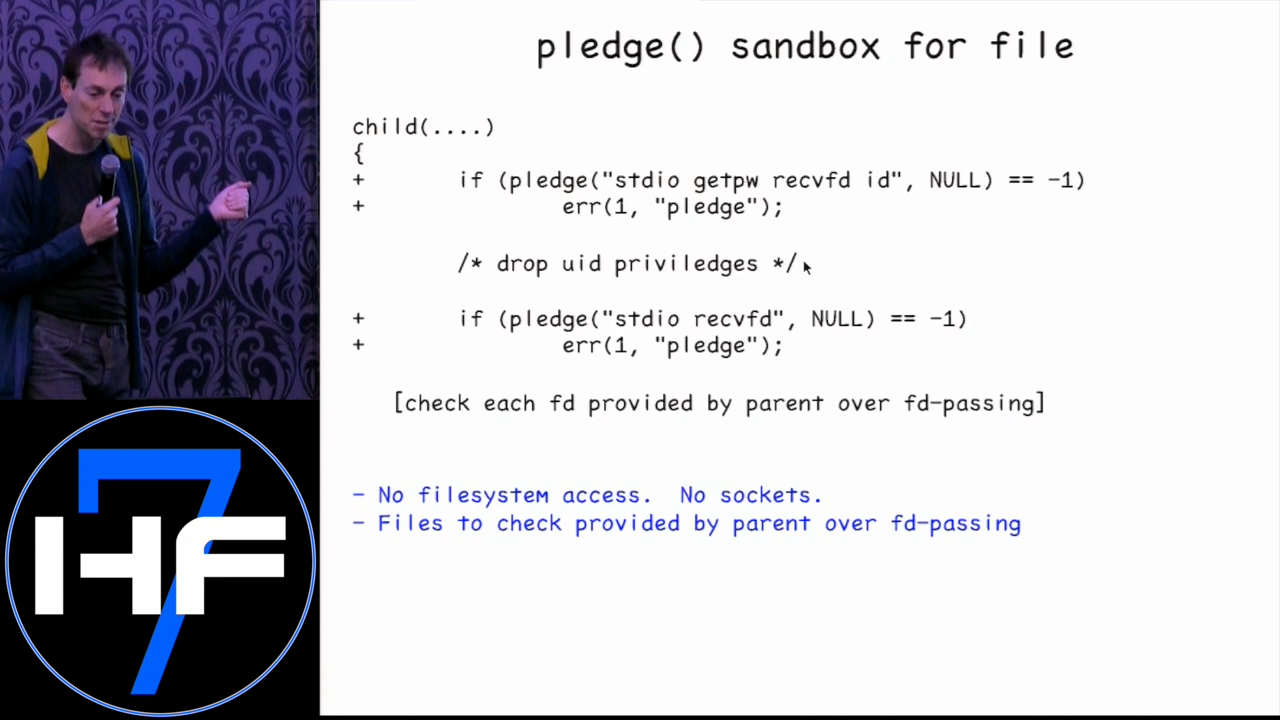 pledge() sandbox for file
child(....)
{
+ if (pledge("stdio getpw recvfd id", NULL) == -1)
+ err(1, "pledge");
/* drop uid priviledges */
+ if (pledge("stdio recvfd", NULL) == -1)
+ err(1, "pledge");
[check each fd provided by parent over fd-passing]
- No filesystem access. No sockets.
- Files to check provided by parent over fd-passing
7
HF